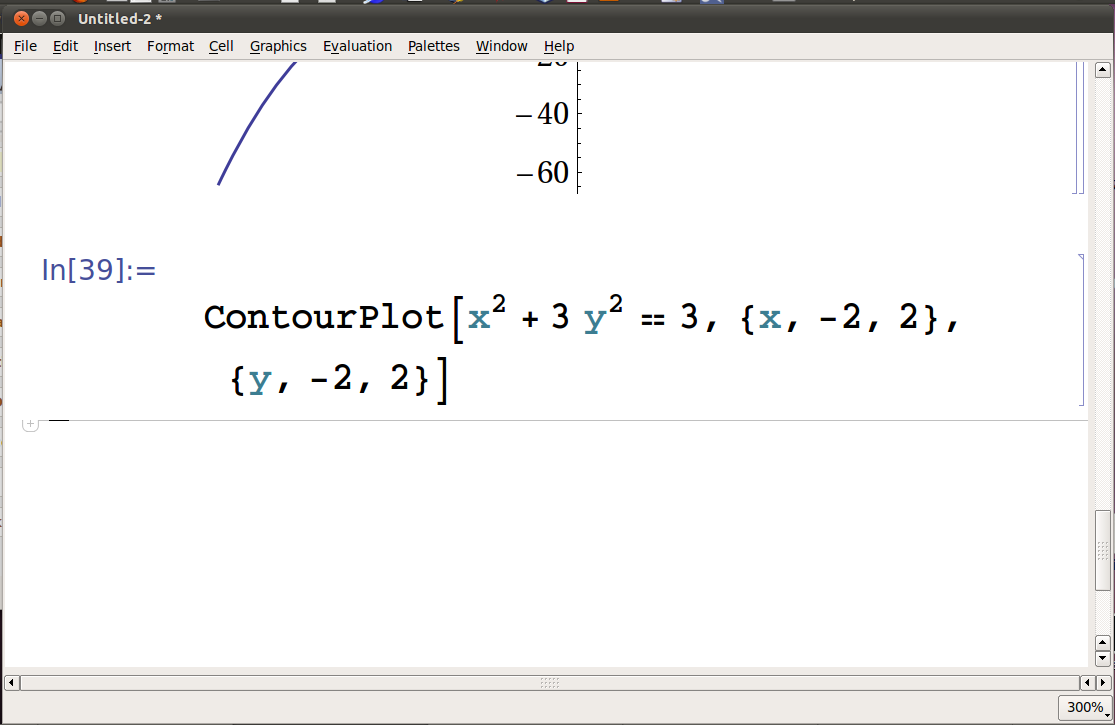 Untitled-2 *
File Edit Insert Format Cell Graphics Evaluation Palettes Window Help
-20
-40
-60
In[39]:=
ContourPlot[x² + 3 y² == 3, {x, -2, 2},
{y, -2, 2}]
300%